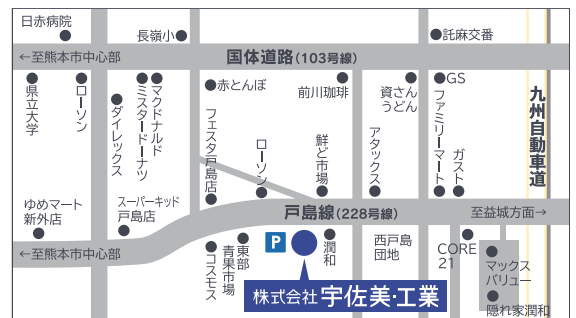 日赤病院
長嶺小
託麻交番
←至熊本市中心部
国体道路(103号線)
県立大学
ローソン
ダイレックス
ミスタードーナツ
マクドナルド
赤とんぼ
前川珈琲
資さん
うどん
GS
ファミリーマート
ガスト
九州自動車道
フェスタ戸島店
ローソン
鮮ど市場
アタックス
ゆめマート
新外店
スーパーキッド
戸島店
戸島線(228号線)
至益城方面→
←至熊本市中心部
コスモス
東部
青果市場
P
潤和
西戸島
団地
CORE
21
マックス
バリュー
隠れ家潤和
株式会社 宇佐美・工業